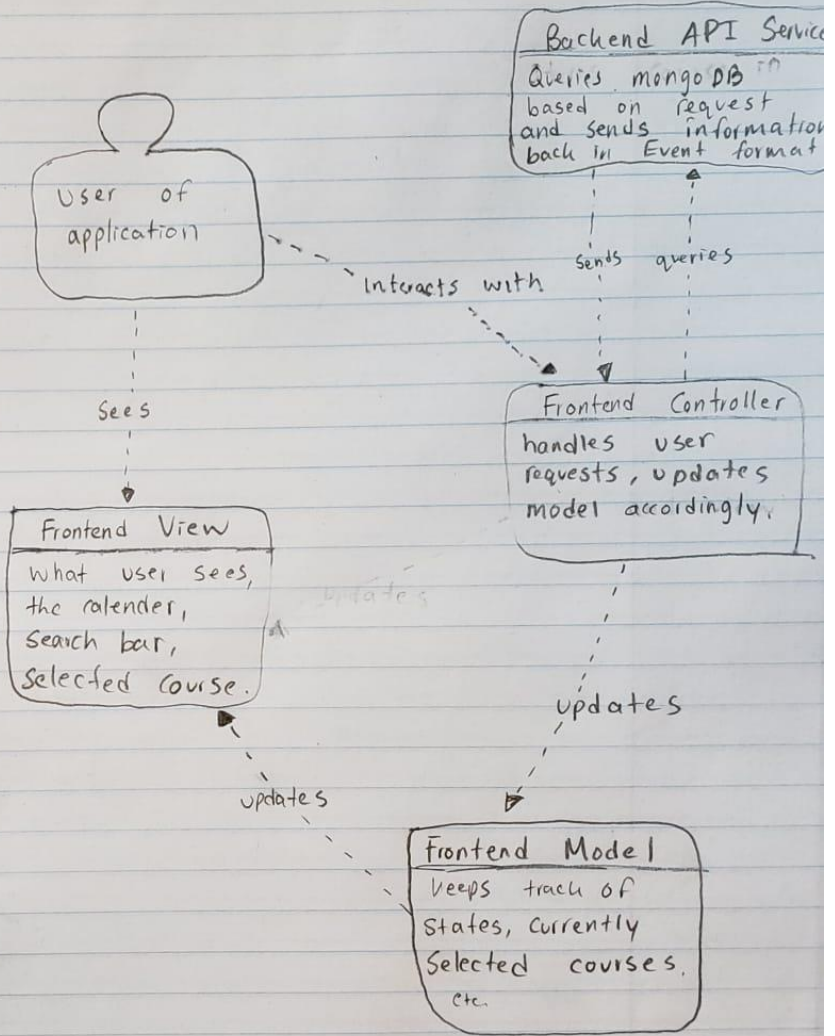 Backend API Service
Queries mongoDB in
based on request
and sends information
back in Event format
User of
application
Interacts with
sends queries
Sees
Frontend Controller
handles user
requests, updates
model accordingly.
Frontend View
What user sees,
the calender,
Search bar,
Selected course.
updates
updates
updates
Frontend Model
keeps track of
States, currently
Selected courses.
etc.